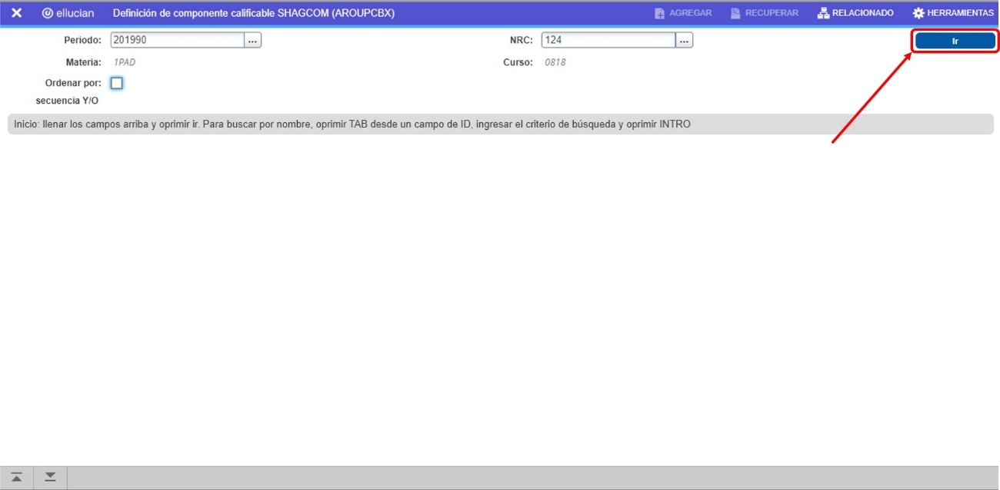 ellucian Definición de componente calificable SHAGCOM (AROUPCBX) AGREGAR RECUPERAR RELACIONADO HERRAMIENTAS
Periodo: 201990 ... NRC: 124 ... Ir
Materia: 1PAD Curso: 0818
Ordenar por:
secuencia Y/O
Inicio: llenar los campos arriba y oprimir ir. Para buscar por nombre, oprimir TAB desde un campo de ID, ingresar el criterio de búsqueda y oprimir INTRO